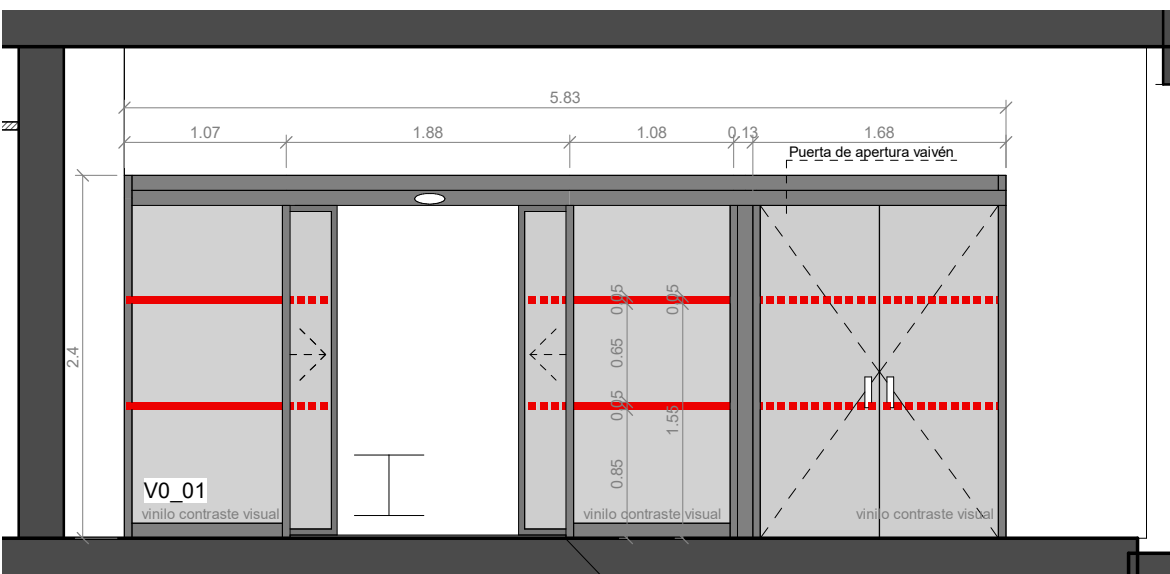 5.83
1.07
1.88
1.08
0.13
1.68
Puerta de apertura vaivén
2.4
0.05
0.05
0.65
0.05
1.55
0.85
V0_01
vinilo contraste visual
vinilo contraste visual
vinilo contraste visual